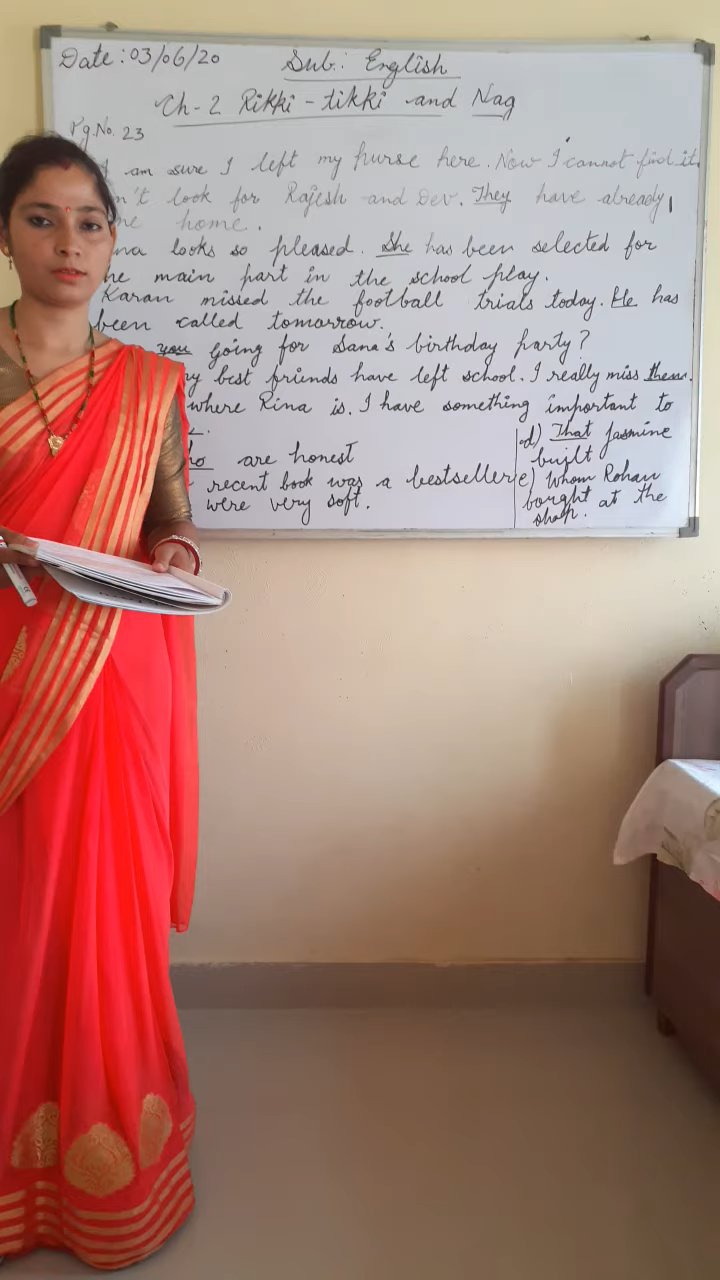 Date: 03/06/20
Sub: English
Ch-2 Rikki-tikki and Nag
Pg.No. 23
am sure I left my purse here. Now I cannot find it.
n't look for Rajesh and Dev. They have already
home.
na looks so pleased. She has been selected for
he main part in the school play.
Karan missed the football trials today. He has
been called tomorrow.
you going for Sana's birthday party?
y best friends have left school. I really miss them.
where Rina is. I have something important to
ho are honest
recent book was a bestseller
were very soft.
d) That Jasmine
built
e) Whom Rohan
bought at the
shop.